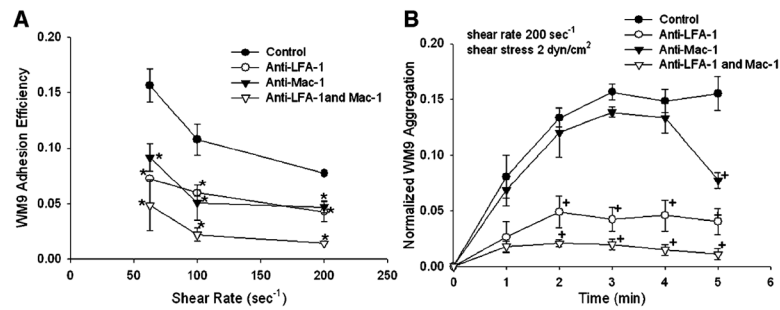 A
WM9 Adhesion Efficiency
0.20
0.15
0.10
0.05
0.00
0 50 100 150 200 250
Shear Rate (sec-1)
Control
Anti-LFA-1
Anti-Mac-1
Anti-LFA-1and Mac-1
* *
* * *
* * *
* * *
B
shear rate 200 sec-1
shear stress 2 dyn/cm2
Control
Anti-LFA-1
Anti-Mac-1
Anti-LFA-1 and Mac-1
Normalized WM9 Aggregation
0.20
0.15
0.10
0.05
0.00
0 1 2 3 4 5 6
Time (min)
+
+ + + +
+ + + +